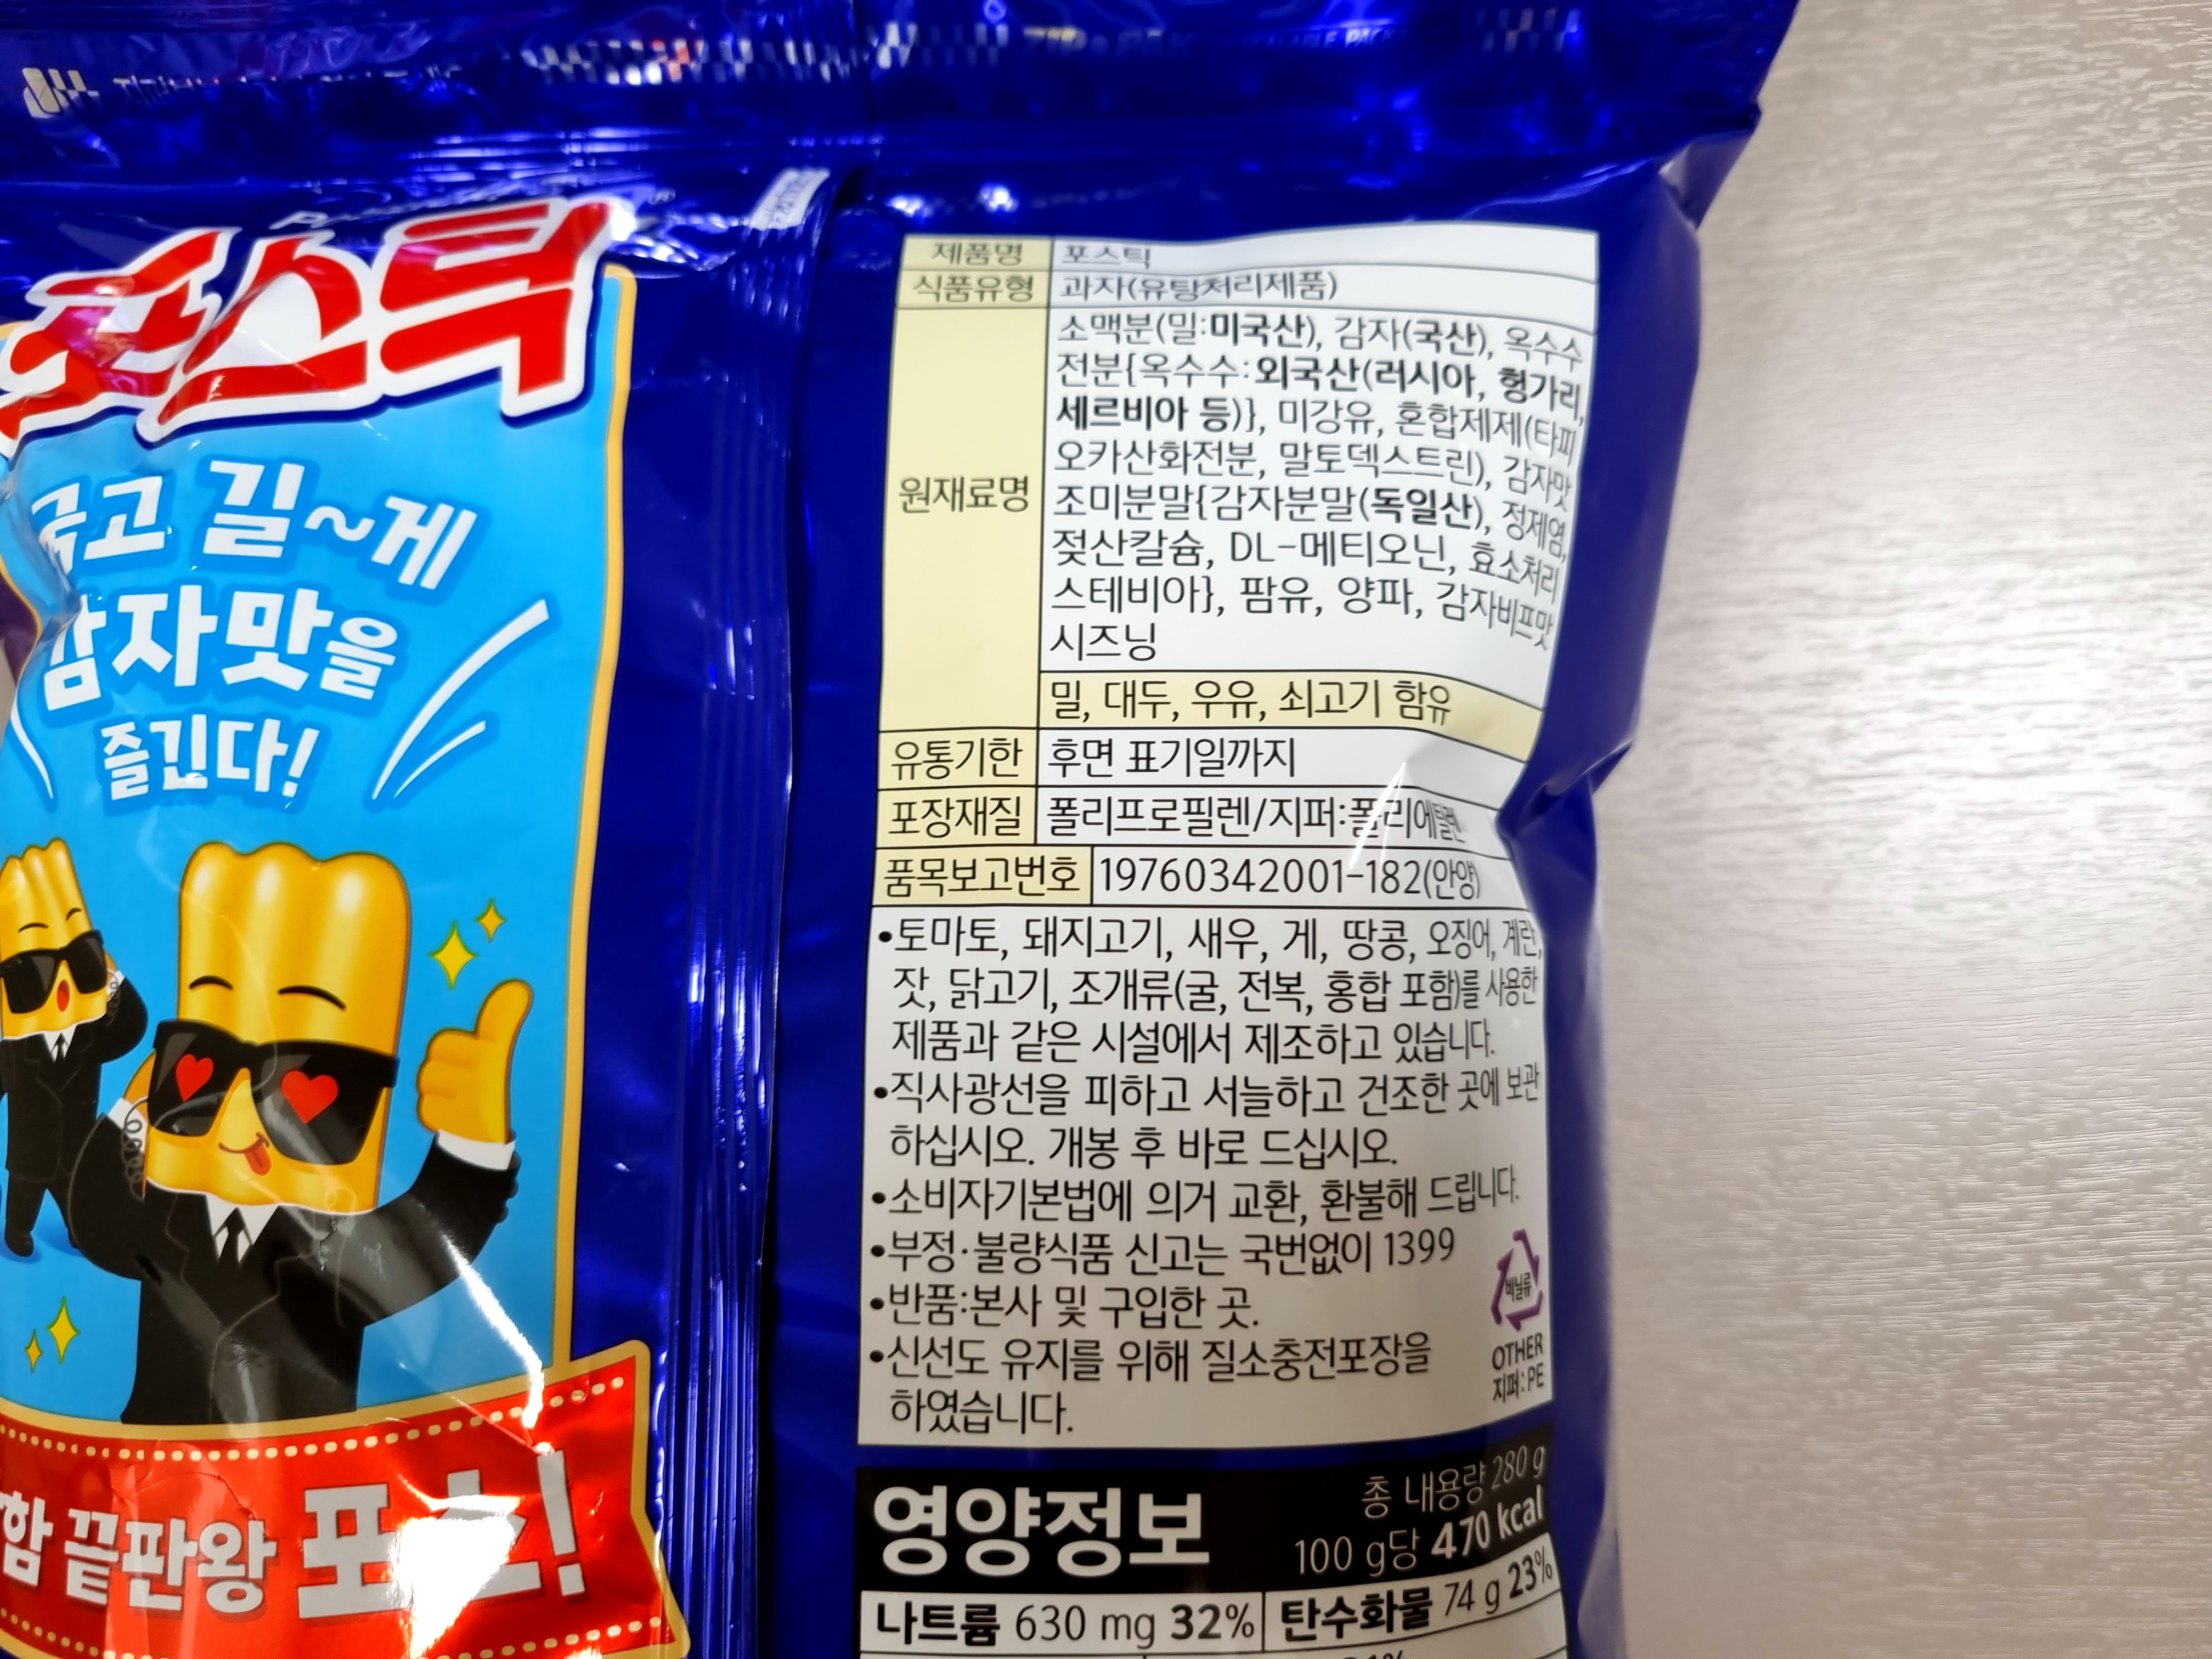 포스틱
굵고 길~게
감자맛을
즐긴다!
함 끝판왕 포스!
제품명 포스틱
식품유형 과자(유탕처리제품)
원재료명 소맥분(밀:미국산), 감자(국산), 옥수수
전분{옥수수:외국산(러시아, 헝가리,
세르비아 등)}, 미강유, 혼합제제(타피
오카산화전분, 말토덱스트린), 감자맛
조미분말{감자분말(독일산), 정제염,
젖산칼슘, DL-메티오닌, 효소처리
스테비아}, 팜유, 양파, 감자비프맛
시즈닝
밀, 대두, 우유, 쇠고기 함유
유통기한 후면 표기일까지
포장재질 폴리프로필렌/지퍼:폴리에틸렌
품목보고번호 19760342001-182(안양)
•토마토, 돼지고기, 새우, 게, 땅콩, 오징어, 계란,
잣, 닭고기, 조개류(굴, 전복, 홍합 포함)를 사용한
제품과 같은 시설에서 제조하고 있습니다.
•직사광선을 피하고 서늘하고 건조한 곳에 보관
하십시오. 개봉 후 바로 드십시오.
•소비자기본법에 의거 교환, 환불해 드립니다.
•부정·불량식품 신고는 국번없이 1399
•반품:본사 및 구입한 곳.
•신선도 유지를 위해 질소충전포장을
하였습니다.
비닐류
OTHER
지퍼:PE
영양정보
총 내용량 280 g
100 g당 470 kcal
나트륨 630 mg 32% 탄수화물 74 g 23%